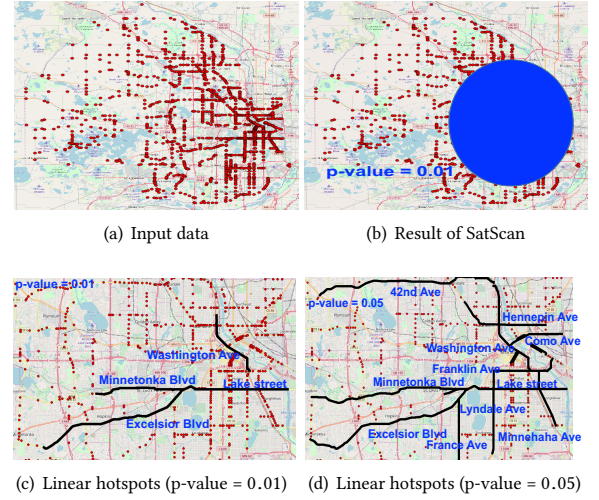 p-value = 0.01
(a) Input data
(b) Result of SatScan
p-value = 0.01
Washington Ave
Minnetonka Blvd
Lake street
Excelsior Blvd
42nd Ave
p-value = 0.05
Hennepin Ave
Como Ave
Washington Ave
Franklin Ave
Minnetonka Blvd
Lake street
Lyndale Ave
Excelsior Blvd
Minnehaha Ave
France Ave
(c) Linear hotspots (p-value = 0.01)
(d) Linear hotspots (p-value = 0.05)